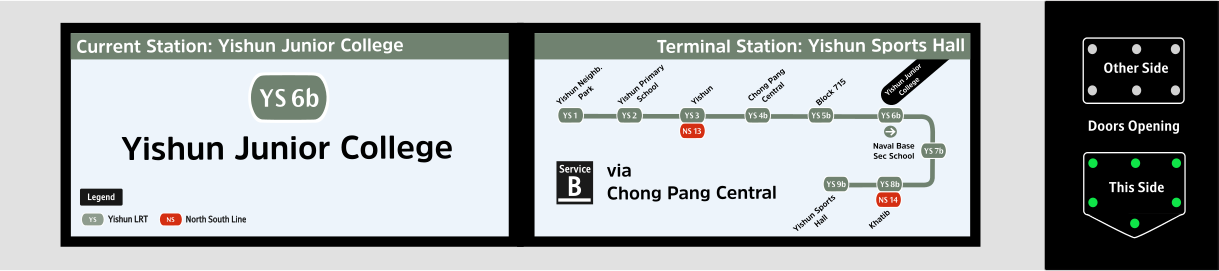 Current Station: Yishun Junior College
YS 6b
Yishun Junior College
Legend
YS Yishun LRT NS North South Line
Terminal Station: Yishun Sports Hall
Yishun Neighb.
Park
Yishun Primary
School
Yishun
Chong Pang
Central
Block 715
Yishun Junior
College
YS 1 YS 2 YS 3 YS 4b YS 5b YS 6b
NS 13
Naval Base
Sec School
YS 7b
Service
B
via
Chong Pang Central
YS 9b YS 8b
NS 14
Yishun Sports
Hall
Khatib
Other Side
Doors Opening
This Side